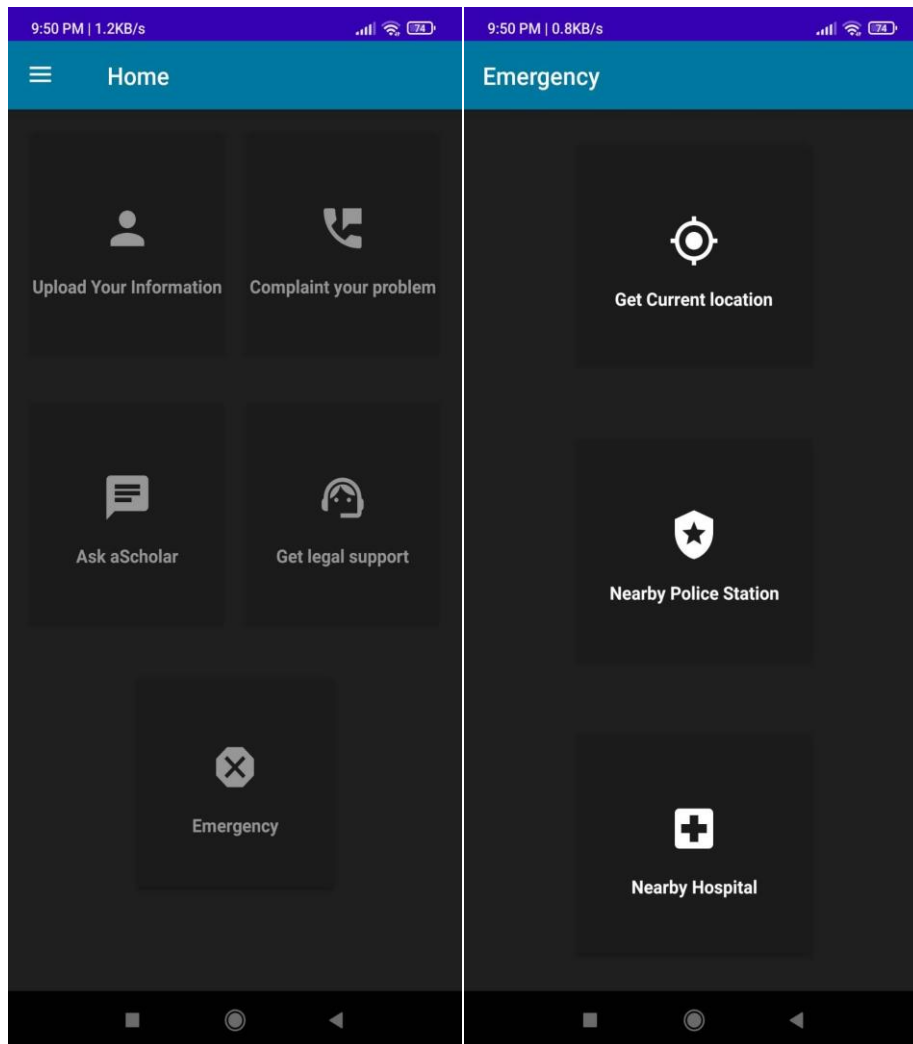 9:50 PM | 1.2KB/s
74
Home
Upload Your Information
Complaint your problem
Ask aScholar
Get legal support
Emergency
9:50 PM | 0.8KB/s
74
Emergency
Get Current location
Nearby Police Station
Nearby Hospital